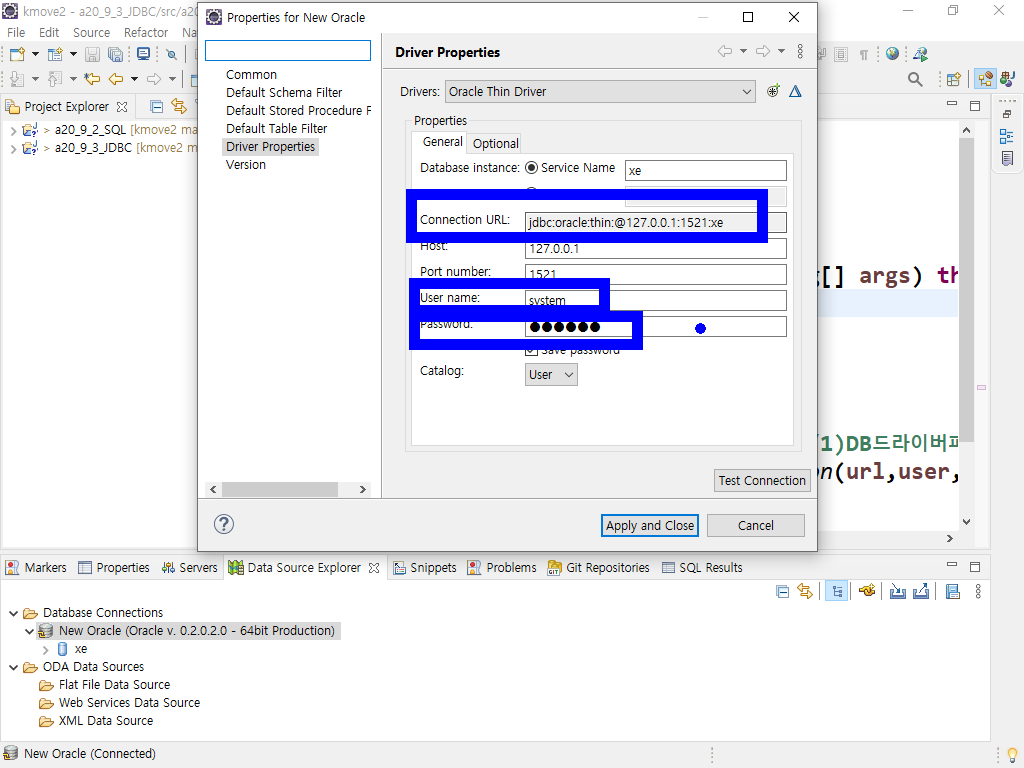 kmove2 - a20_9_3_JDBC/src/a20
File Edit Source Refactor Na
Project Explorer
> a20_9_2_SQL [kmove2 ma
> a20_9_3_JDBC [kmove2 m
Properties for New Oracle
Common
Default Schema Filter
Default Stored Procedure F
Default Table Filter
Driver Properties
Version
Driver Properties
Drivers: Oracle Thin Driver
Properties
General Optional
Database instance: Service Name xe
Connection URL: jdbc:oracle:thin:@127.0.0.1:1521:xe
Host: 127.0.0.1
Port number: 1521
User name: system
Password: ●●●●●●
Save password
Catalog: User
Test Connection
? Apply and Close Cancel
[] args) th
1)DB드라이버파
on(url,user,
Markers Properties Servers Data Source Explorer Snippets Problems Git Repositories SQL Results
Database Connections
New Oracle (Oracle v. 0.2.0.2.0 - 64bit Production)
xe
ODA Data Sources
Flat File Data Source
Web Services Data Source
XML Data Source
New Oracle (Connected)